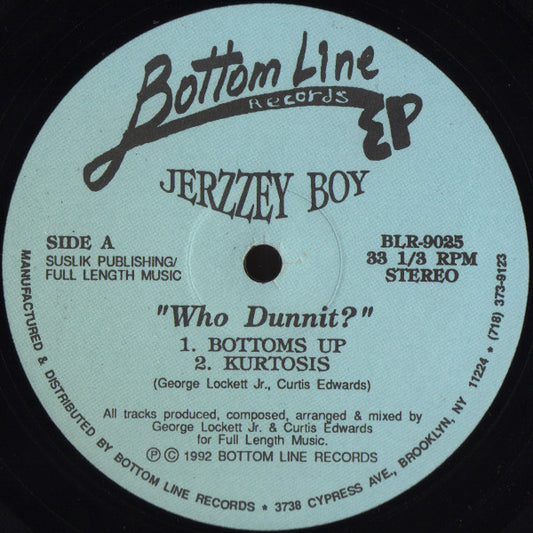 Bottom Line
Records
EP
JERZZEY BOY
SIDE A
SUSLIK PUBLISHING/
FULL LENGTH MUSIC
BLR-9025
33 1/3 RPM
STEREO
"Who Dunnit?"
1. BOTTOMS UP
2. KURTOSIS
(George Lockett Jr., Curtis Edwards)
All tracks produced, composed, arranged & mixed by
George Lockett Jr. & Curtis Edwards
for Full Length Music.
Ⓟ © 1992 BOTTOM LINE RECORDS
MANUFACTURED & DISTRIBUTED BY BOTTOM LINE RECORDS * 3738 CYPRESS AVE, BROOKLYN, NY 11224 * (718) 373-9123